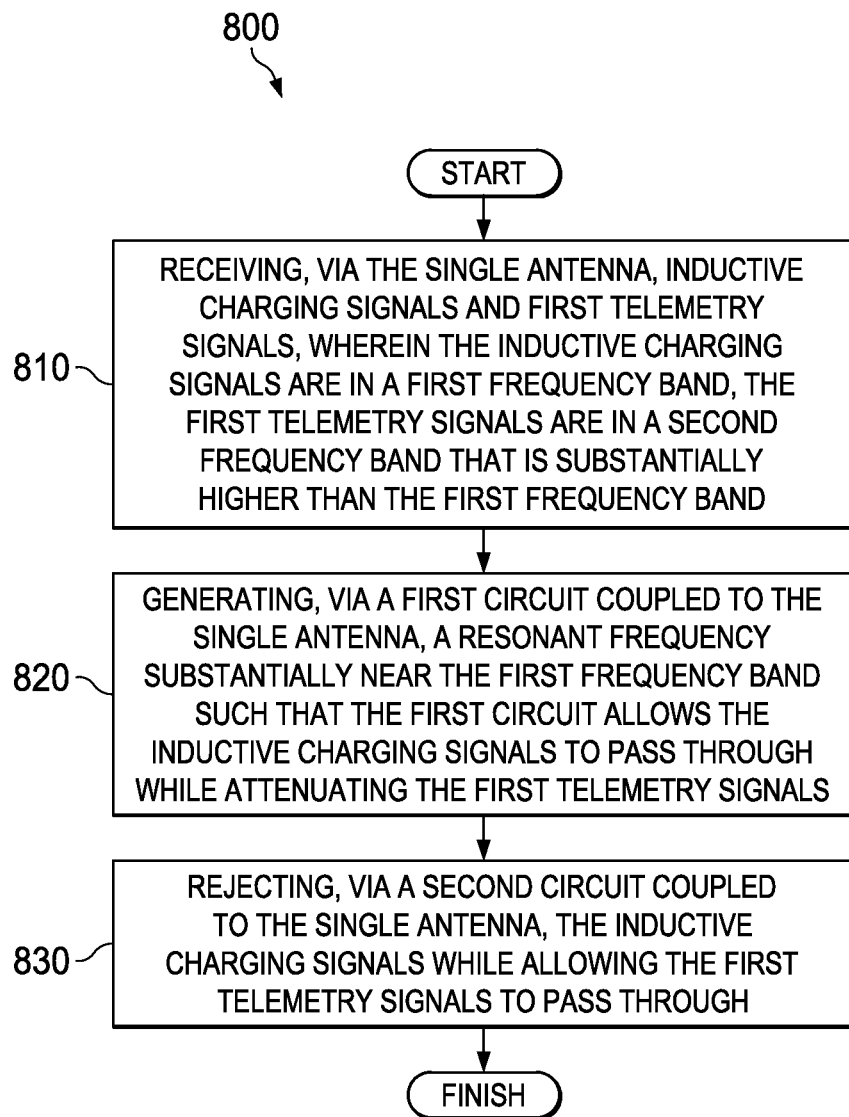 800
START
810
RECEIVING, VIA THE SINGLE ANTENNA, INDUCTIVE
CHARGING SIGNALS AND FIRST TELEMETRY
SIGNALS, WHEREIN THE INDUCTIVE CHARGING
SIGNALS ARE IN A FIRST FREQUENCY BAND, THE
FIRST TELEMETRY SIGNALS ARE IN A SECOND
FREQUENCY BAND THAT IS SUBSTANTIALLY
HIGHER THAN THE FIRST FREQUENCY BAND
820
GENERATING, VIA A FIRST CIRCUIT COUPLED TO THE
SINGLE ANTENNA, A RESONANT FREQUENCY
SUBSTANTIALLY NEAR THE FIRST FREQUENCY BAND
SUCH THAT THE FIRST CIRCUIT ALLOWS THE
INDUCTIVE CHARGING SIGNALS TO PASS THROUGH
WHILE ATTENUATING THE FIRST TELEMETRY SIGNALS
830
REJECTING, VIA A SECOND CIRCUIT COUPLED
TO THE SINGLE ANTENNA, THE INDUCTIVE
CHARGING SIGNALS WHILE ALLOWING THE FIRST
TELEMETRY SIGNALS TO PASS THROUGH
FINISH